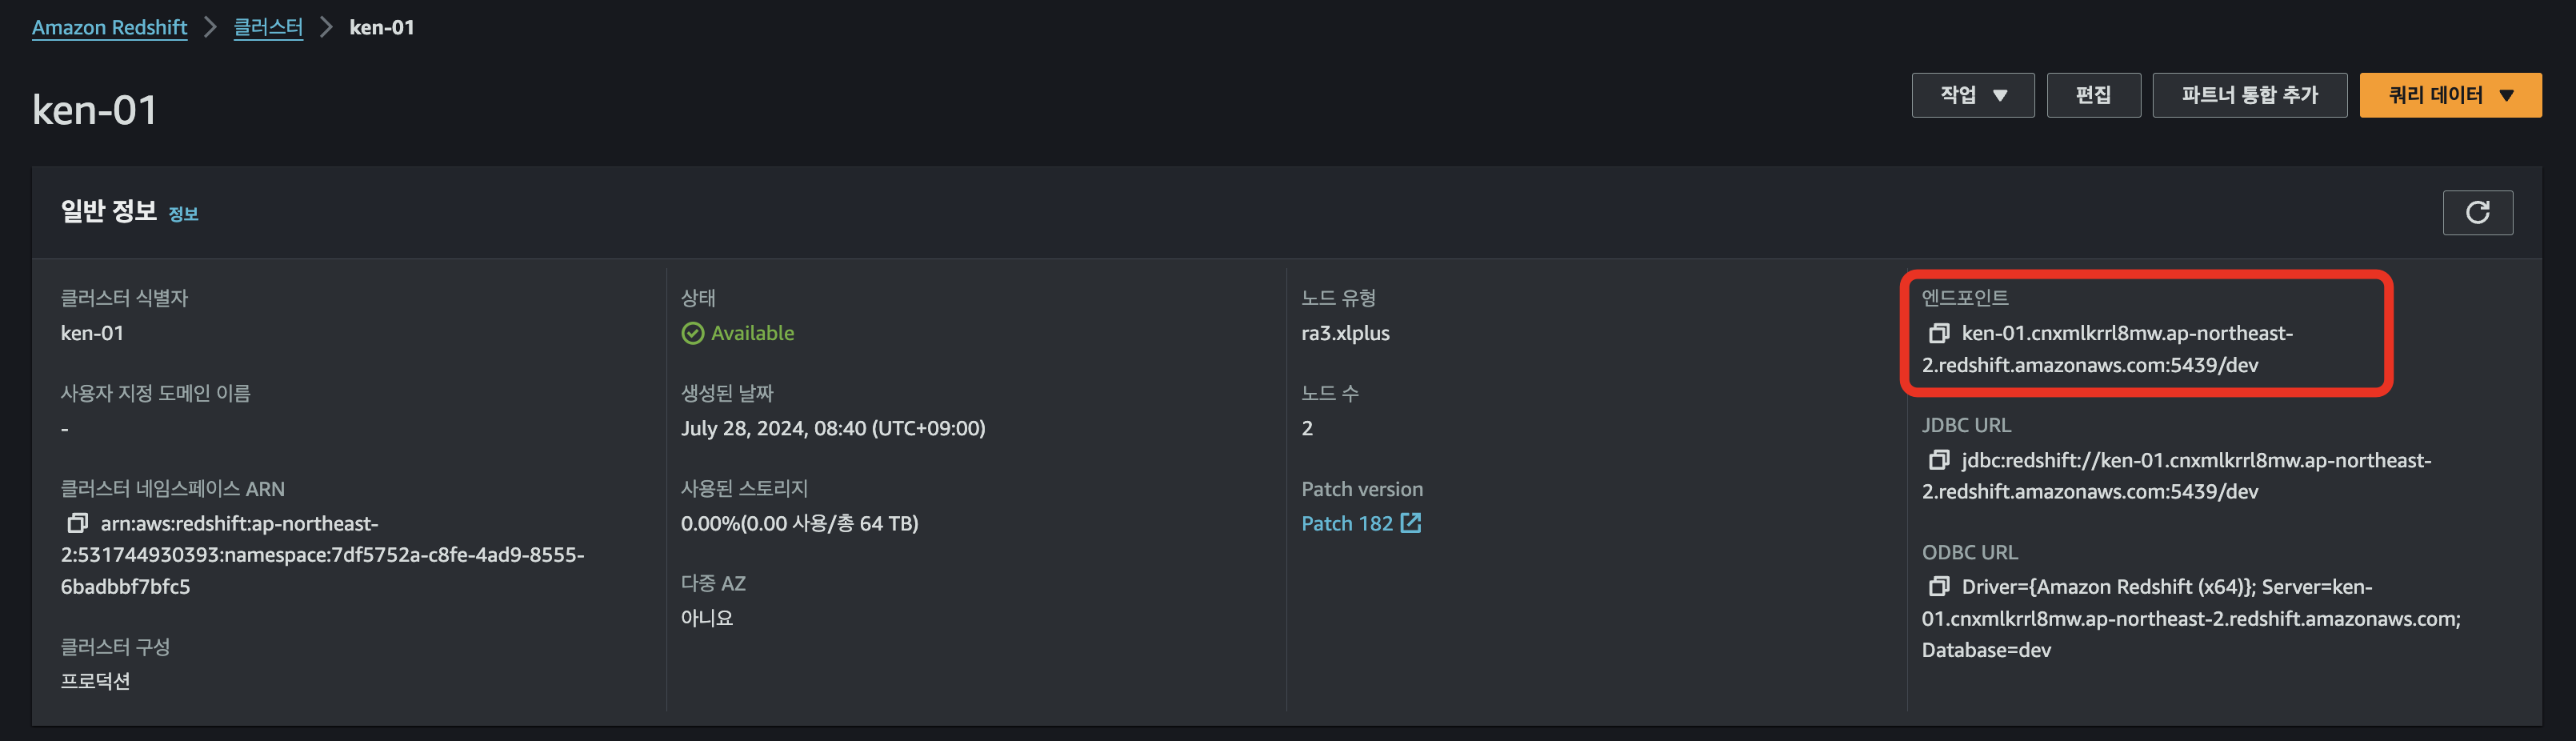 Amazon Redshift > 클러스터 > ken-01
ken-01
작업
편집
파트너 통합 추가
쿼리 데이터
일반 정보 정보
클러스터 식별자
ken-01
사용자 지정 도메인 이름
-
클러스터 네임스페이스 ARN
arn:aws:redshift:ap-northeast-
2:531744930393:namespace:7df5752a-c8fe-4ad9-8555-
6badbbf7bfc5
클러스터 구성
프로덕션
상태
Available
생성된 날짜
July 28, 2024, 08:40 (UTC+09:00)
사용된 스토리지
0.00%(0.00 사용/총 64 TB)
다중 AZ
아니요
노드 유형
ra3.xlplus
노드 수
2
Patch version
Patch 182
엔드포인트
ken-01.cnxmlkrrl8mw.ap-northeast-
2.redshift.amazonaws.com:5439/dev
JDBC URL
jdbc:redshift://ken-01.cnxmlkrrl8mw.ap-northeast-
2.redshift.amazonaws.com:5439/dev
ODBC URL
Driver={Amazon Redshift (x64)}; Server=ken-
01.cnxmlkrrl8mw.ap-northeast-2.redshift.amazonaws.com;
Database=dev